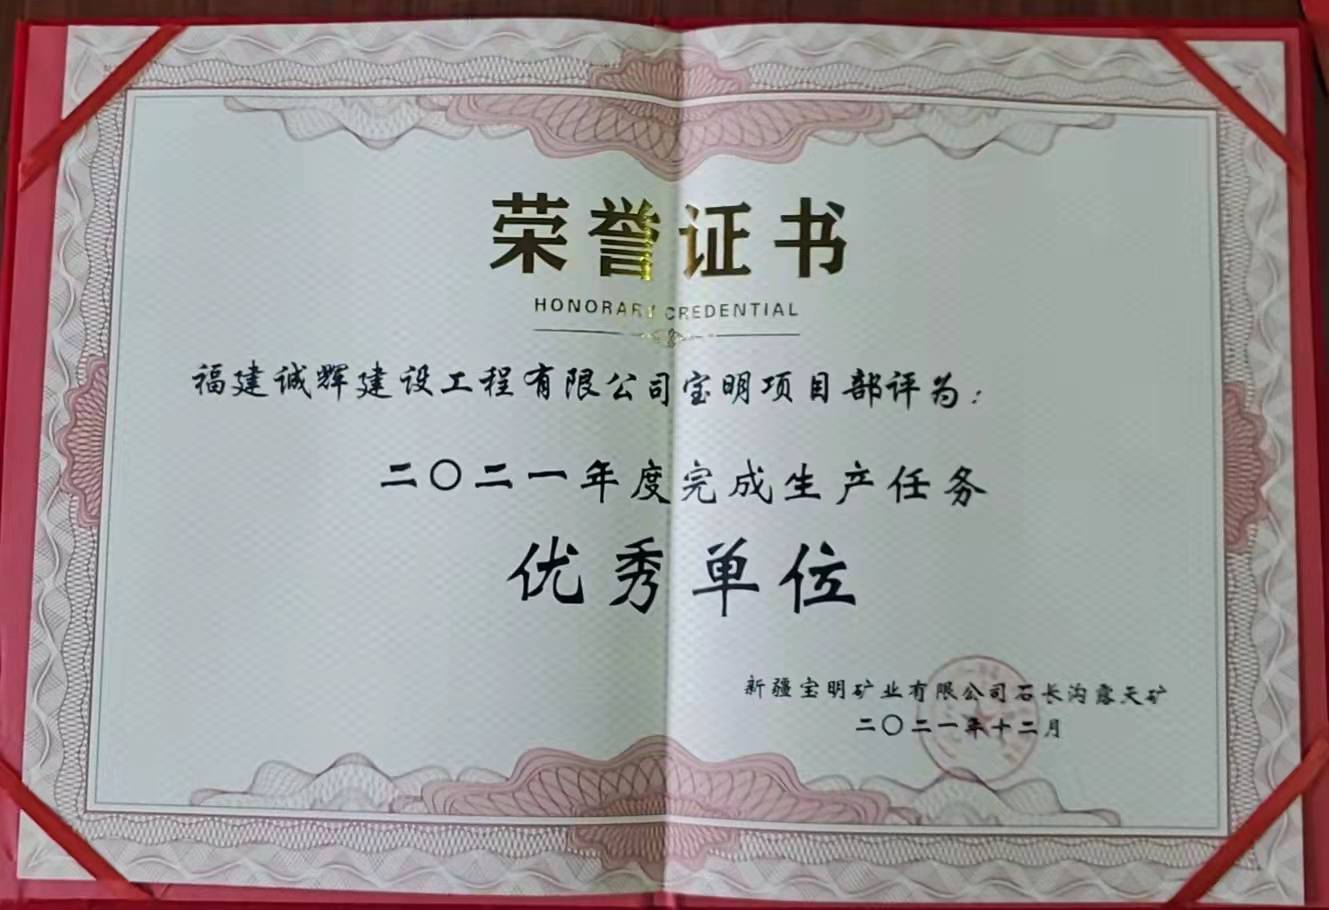 荣誉证书
HONORARY CREDENTIAL
福建诚辉建设工程有限公司宝明项目部评为：
二〇二一年度完成生产任务
优秀单位
新疆宝明矿业有限公司石长沟露天矿
二〇二一年十二月